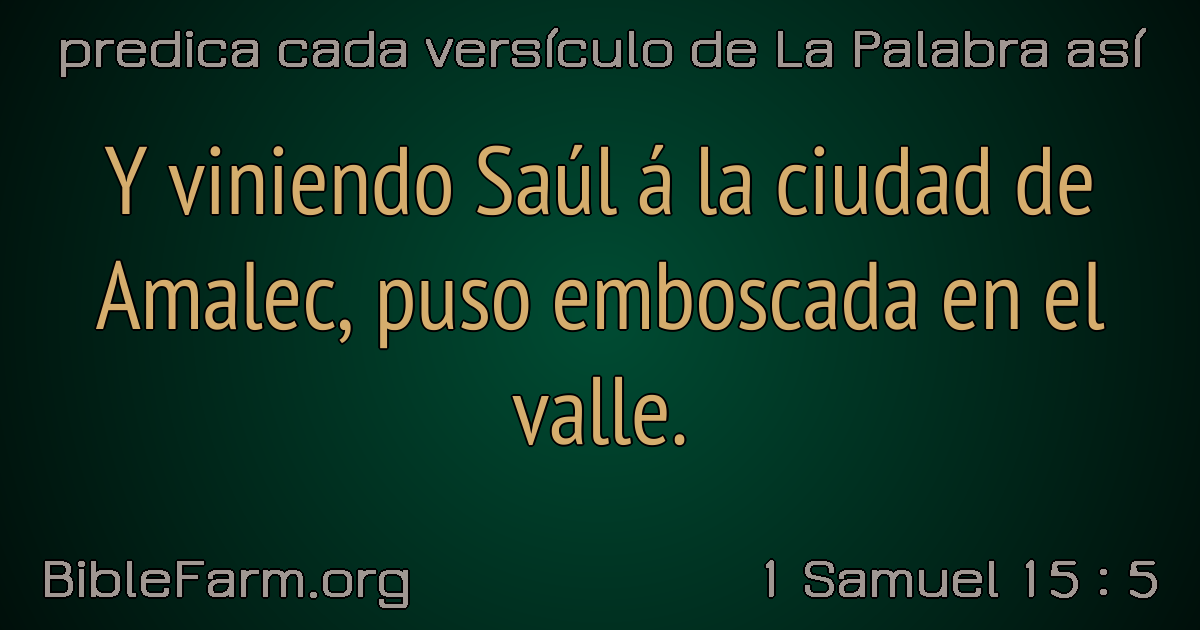 predica cada versículo de La Palabra así
Y viniendo Saúl á la ciudad de
Amalec, puso emboscada en el
valle.
BibleFarm.org
1 Samuel 15 : 5